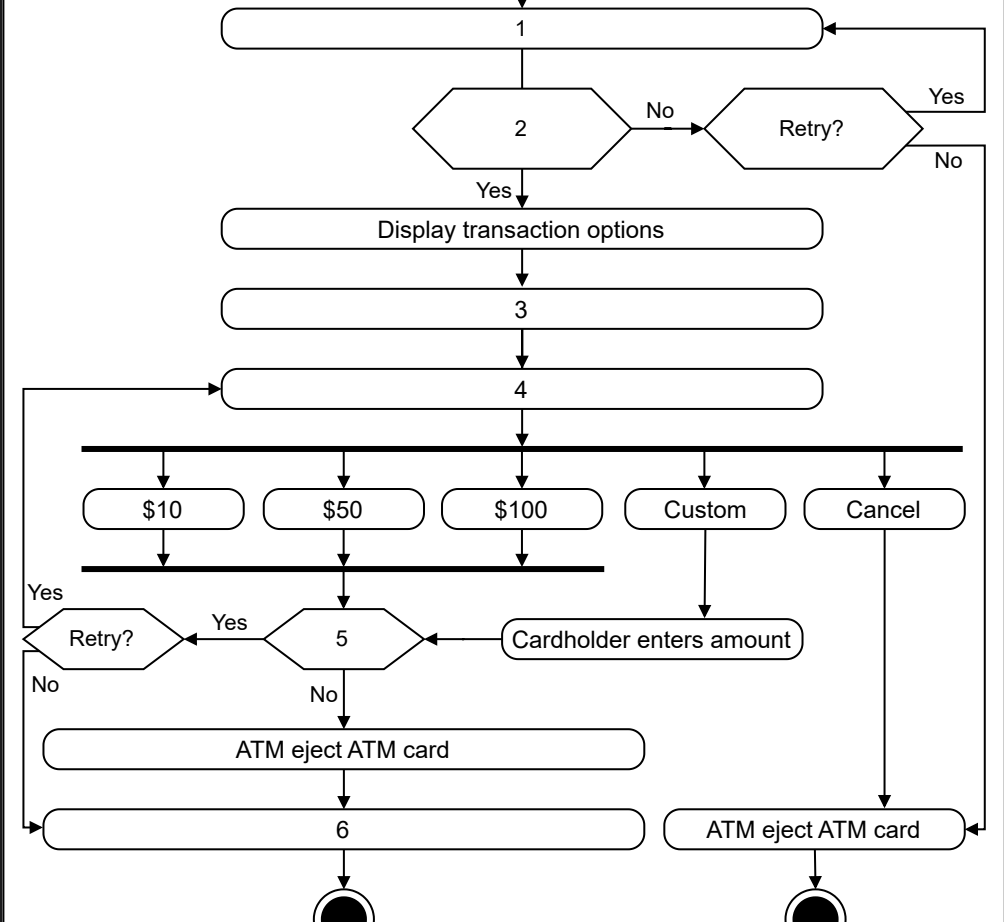 1
Yes
No
2
Retry?
No
Yes
Display transaction options
3
4
$10
$50
$100
Custom
Cancel
Yes
Retry?
Yes
5
Cardholder enters amount
No
No
ATM eject ATM card
6
ATM eject ATM card